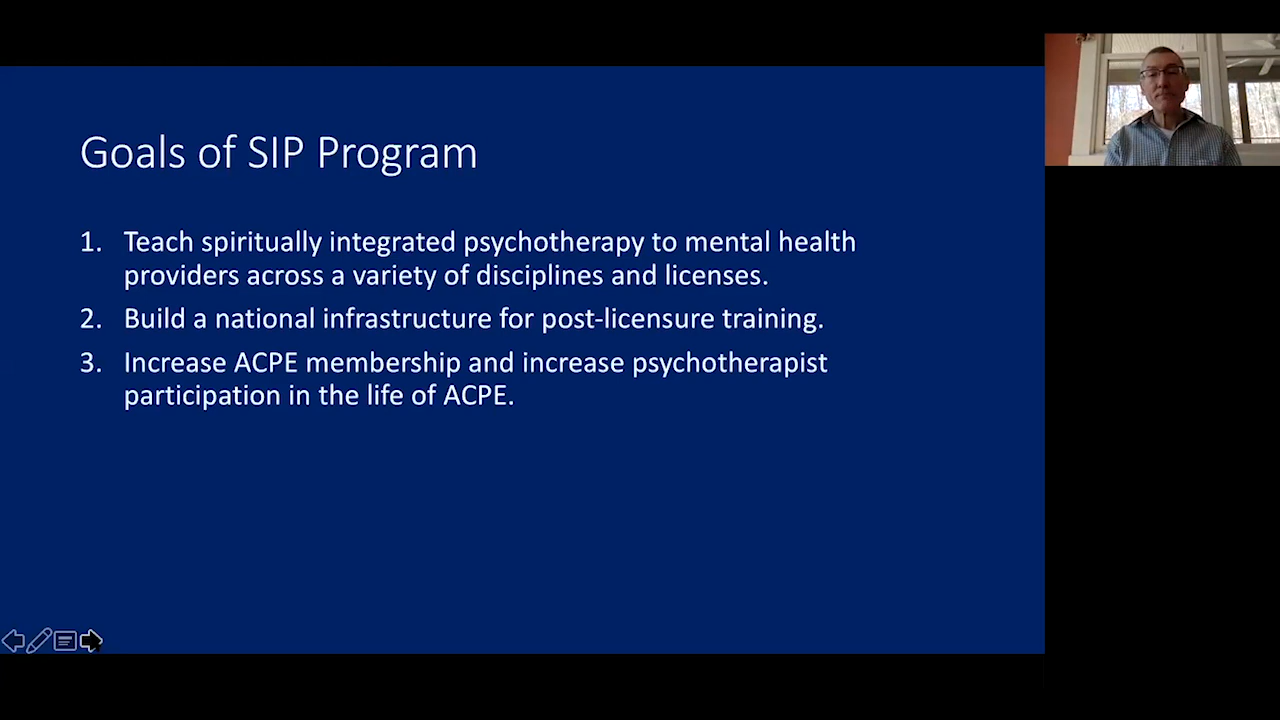 Goals of SIP Program
1. Teach spiritually integrated psychotherapy to mental health
providers across a variety of disciplines and licenses.
2. Build a national infrastructure for post-licensure training.
3. Increase ACPE membership and increase psychotherapist
participation in the life of ACPE.